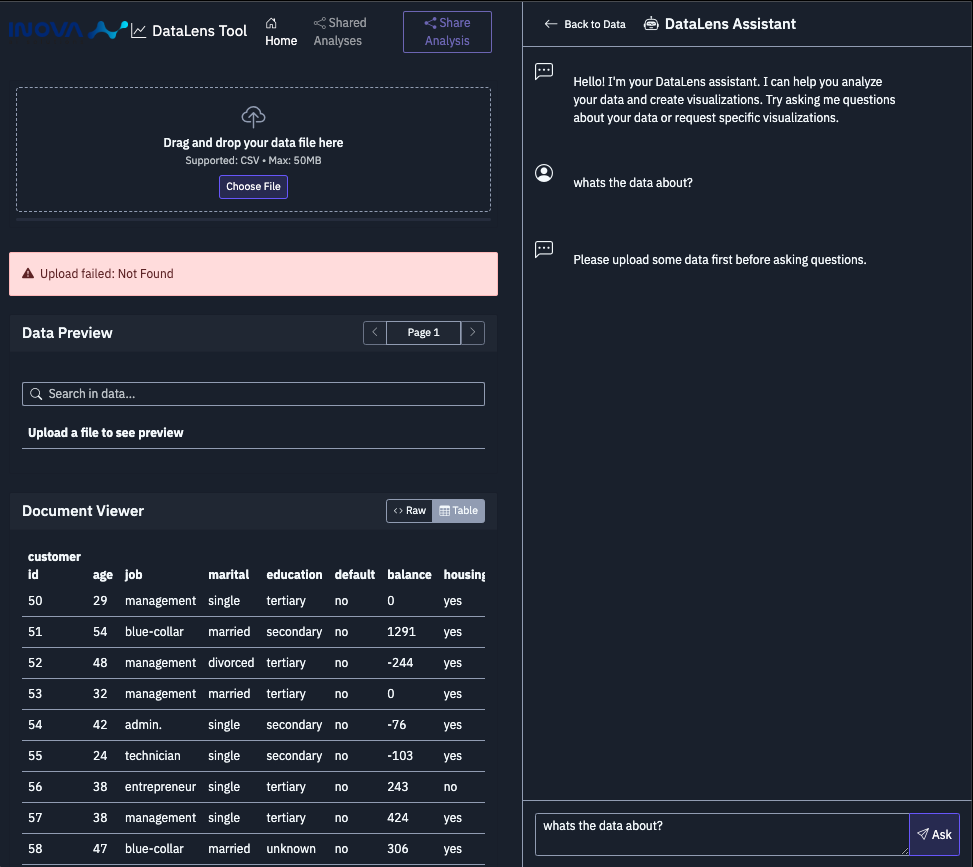 INOVA DataLens Tool Home Shared Analyses Share Analysis
Drag and drop your data file here
Supported: CSV • Max: 50MB
Choose File
Upload failed: Not Found
Data Preview < Page 1 >
Search in data...
Upload a file to see preview
Document Viewer <> Raw Table
customer id age job marital education default balance housing
50 29 management single tertiary no 0 yes
51 54 blue-collar married secondary no 1291 yes
52 48 management divorced tertiary no -244 yes
53 32 management married tertiary no 0 yes
54 42 admin. single secondary no -76 yes
55 24 technician single secondary no -103 yes
56 38 entrepreneur single tertiary no 243 no
57 38 management single tertiary no 424 yes
58 47 blue-collar married unknown no 306 yes
← Back to Data DataLens Assistant
Hello! I'm your DataLens assistant. I can help you analyze
your data and create visualizations. Try asking me questions
about your data or request specific visualizations.
whats the data about?
Please upload some data first before asking questions.
whats the data about?
Ask